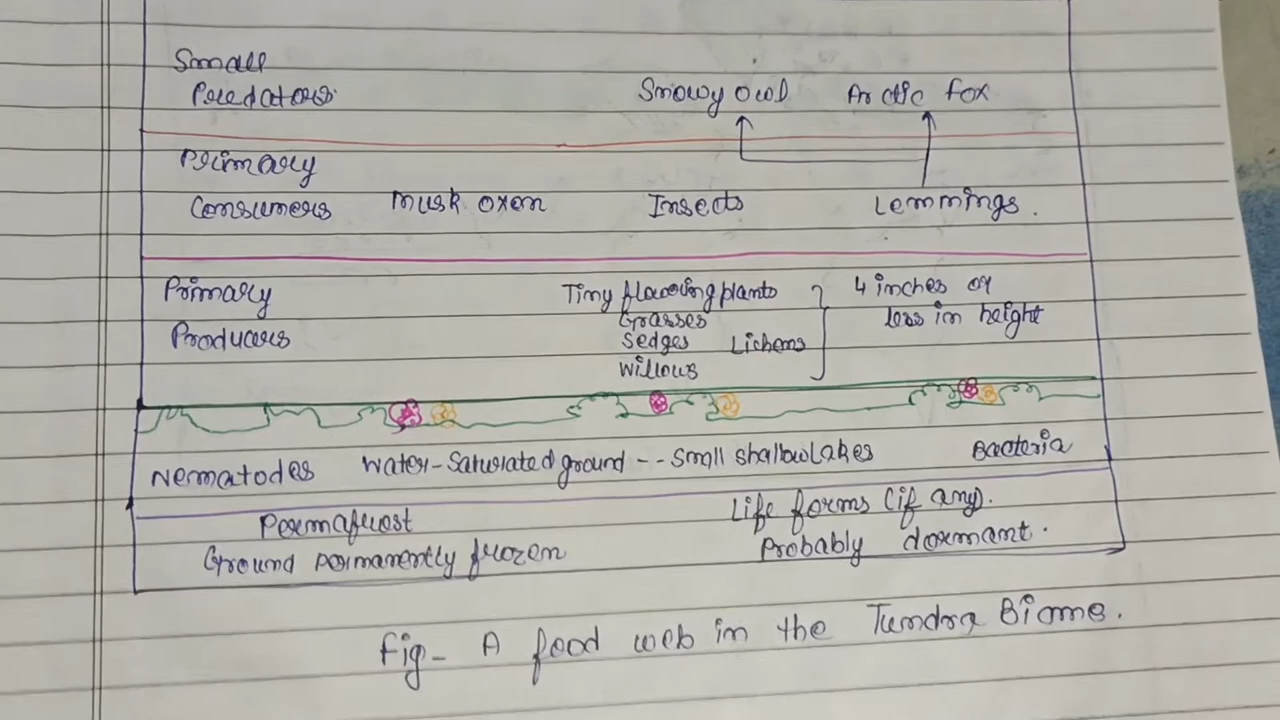 Small
Predators
Snowy owl Arctic fox
Primary
Consumers Musk oxen Insects Lemmings.
Primary
Producers
Tiny flowering plants
Grasses
Sedges Lichens
Willows
4 inches or
less in height
Nematodes Water-Saturated ground -- Small shallow Lakes Bacteria
Permafrost
Ground permanently frozen
Life forms (if any).
Probably dormant.
Fig- A food web in the Tundra Biome.